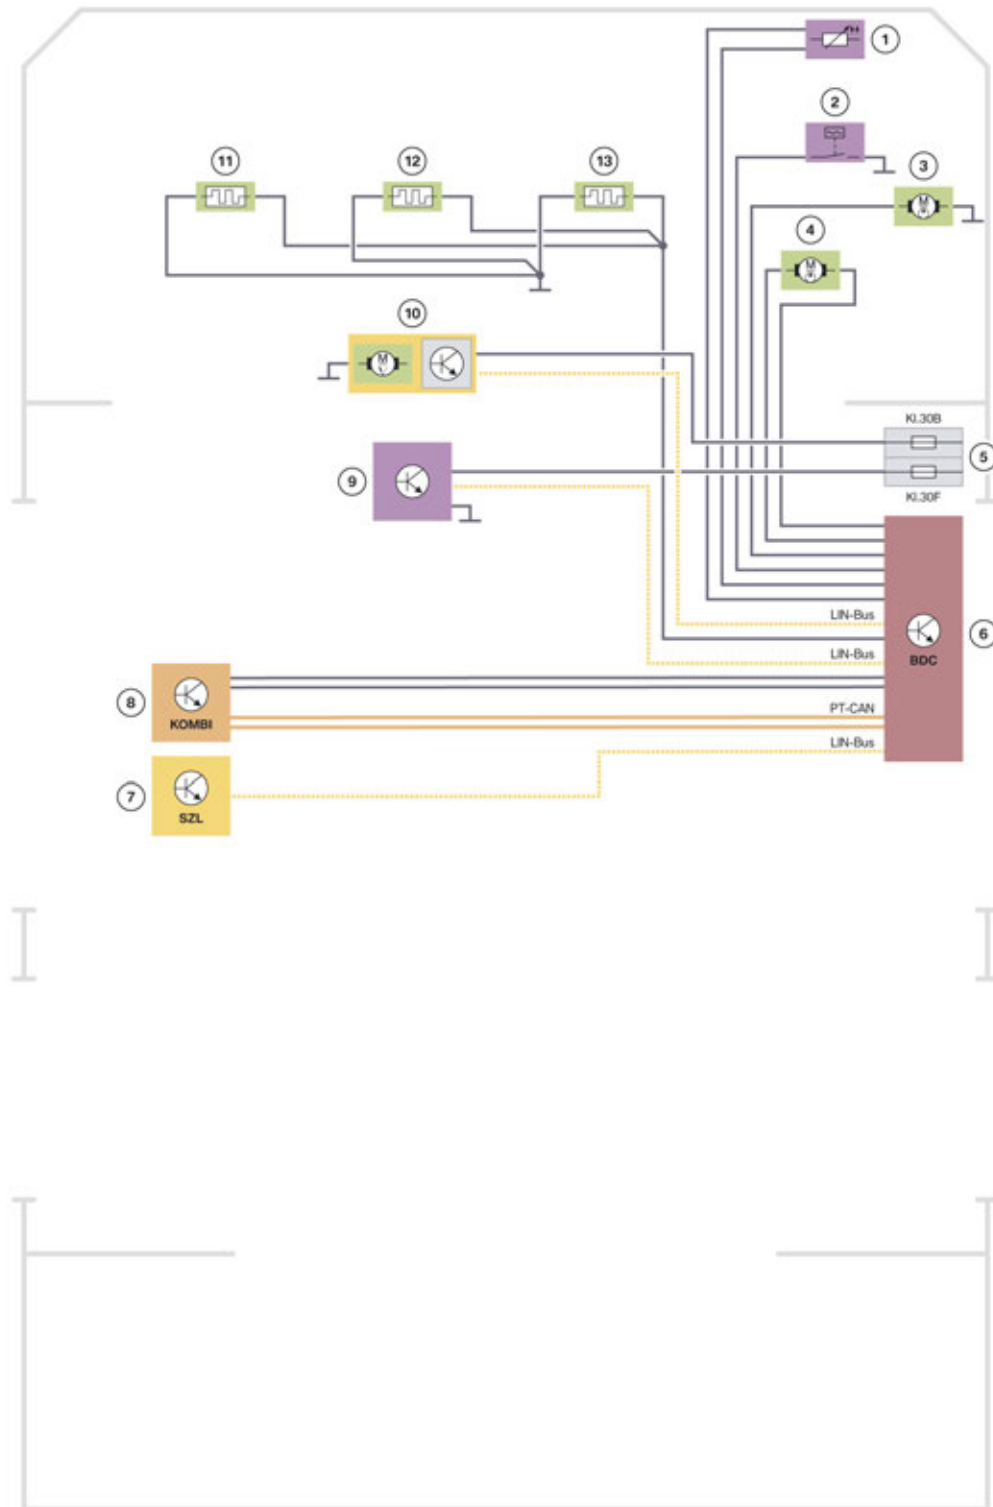 1
2
11
12
13
3
4
10
Kl.30B
5
9
Kl.30F
LIN-Bus
6
BDC
LIN-Bus
8
KOMBI
PT-CAN
LIN-Bus
7
SZL
M
M
M